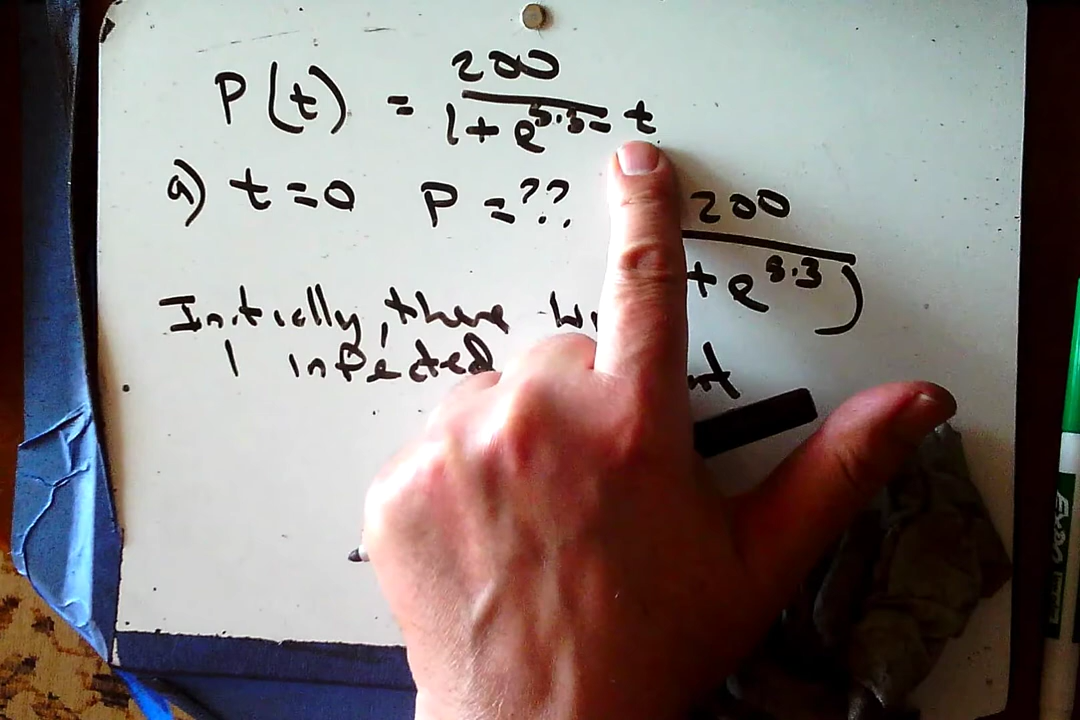 P(t) = 200 / 1 + e^5.3-t
a) t = 0 P = ?? 200 / + e^5.3)
Initially, there
1 infected